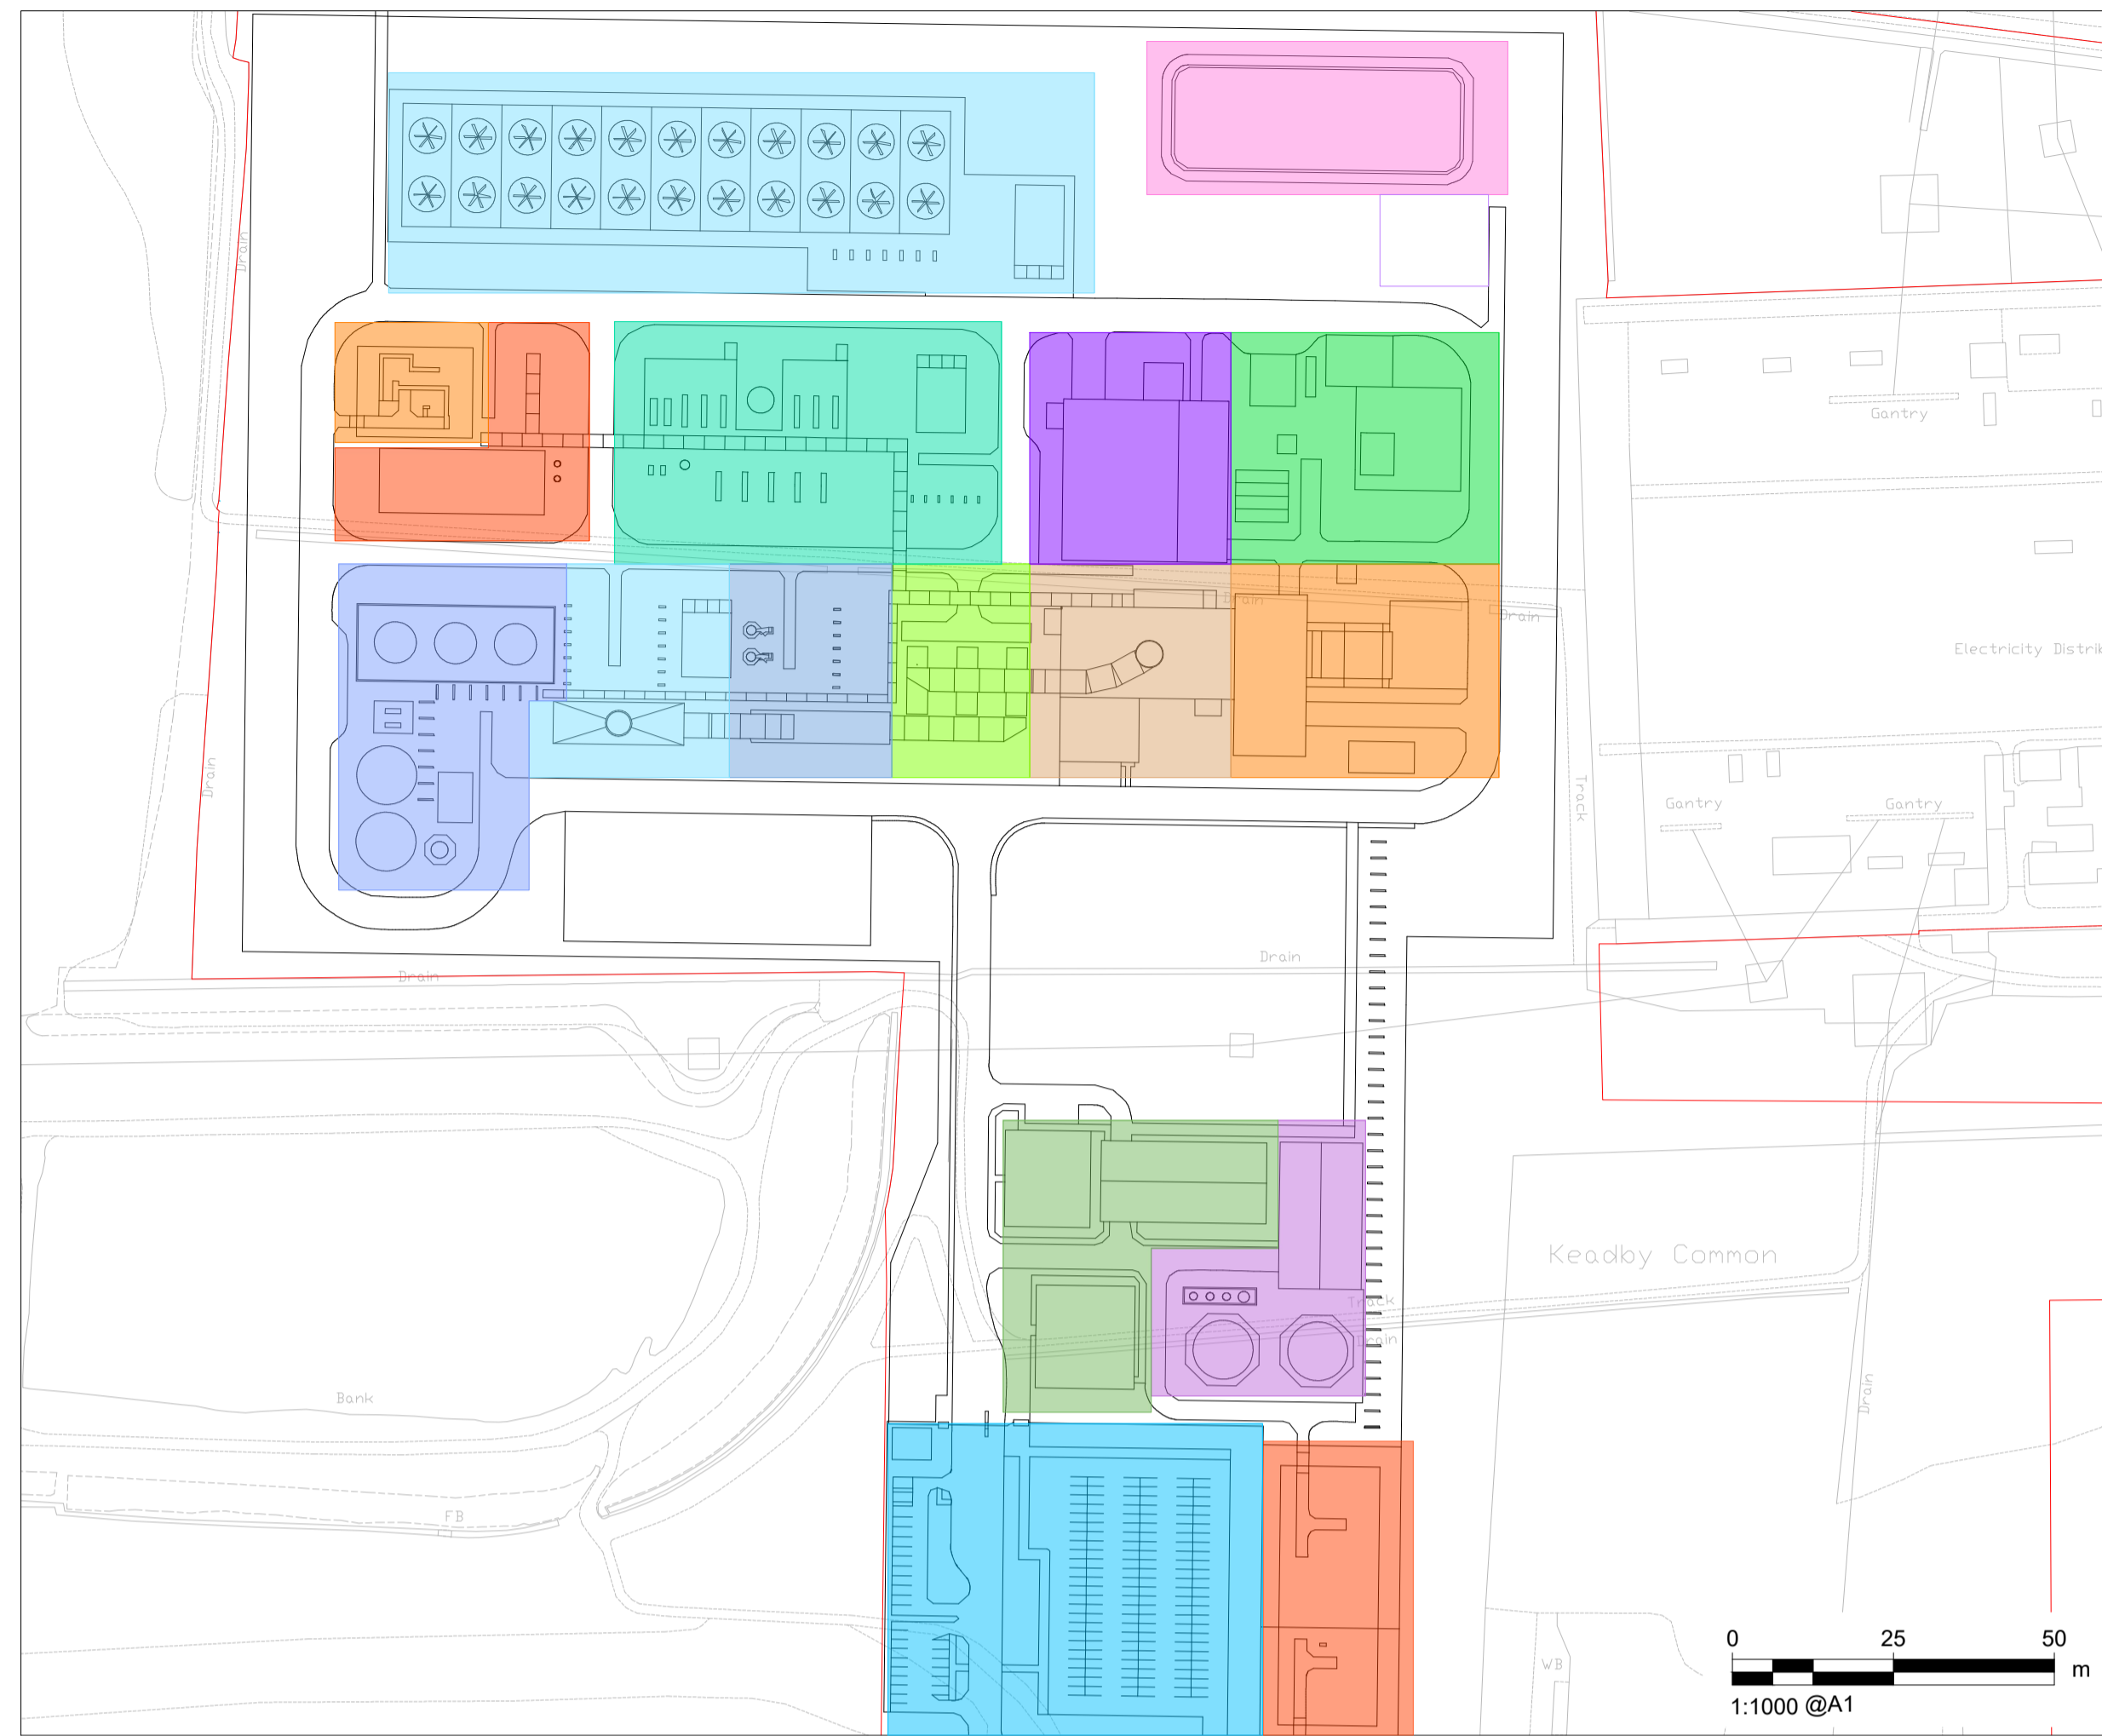 Drain
Gantry
Drain
Drain
Electricity Distrib
Drain
Track
Gantry
Gantry
Drain
Drain
Keadby Common
Track
Drain
Bank
Drain
FB
WB
0 25 50
m
1:1000 @A1